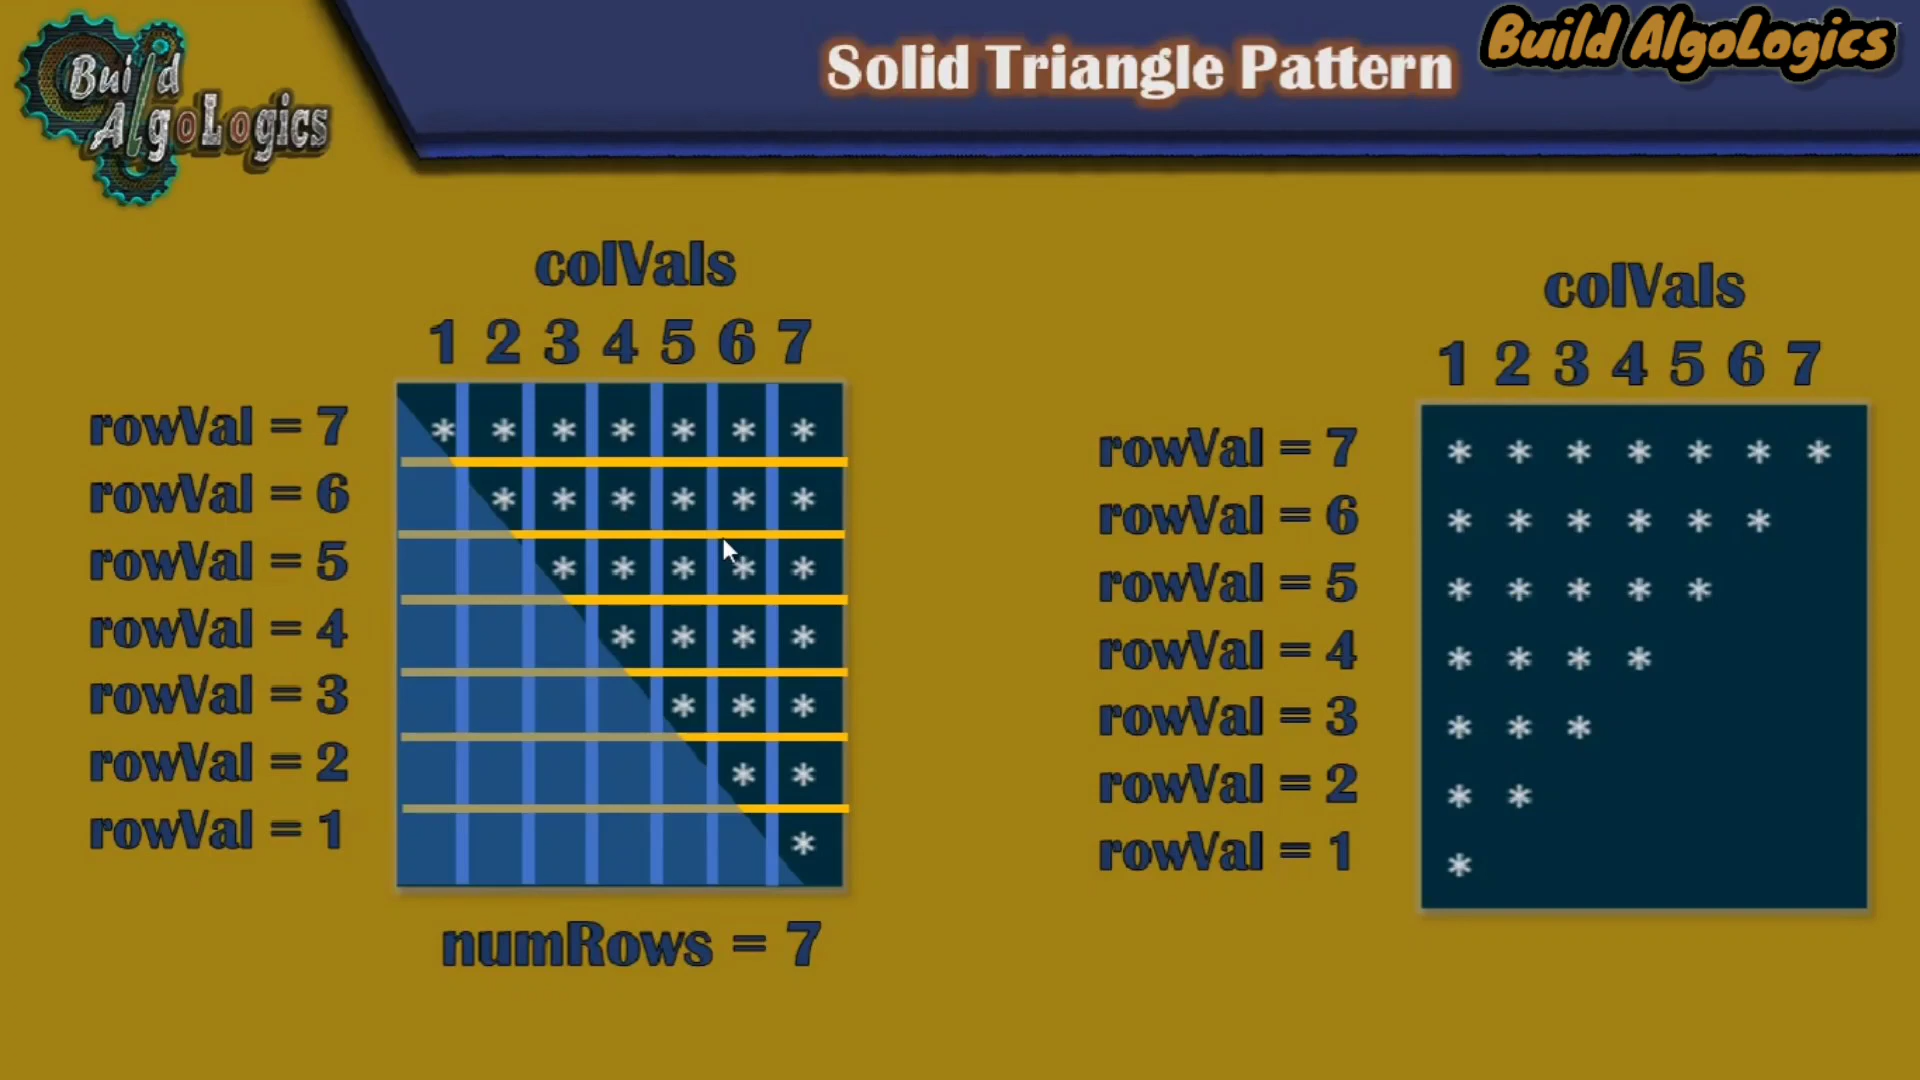 Build
AlgoLogics
Solid Triangle Pattern
Build AlgoLogics
colVals
1 2 3 4 5 6 7
rowVal = 7
* * * * * * *
rowVal = 6
* * * * * *
rowVal = 5
* * * * *
rowVal = 4
* * * *
rowVal = 3
* * *
rowVal = 2
* *
rowVal = 1
*
numRows = 7
colVals
1 2 3 4 5 6 7
rowVal = 7
* * * * * * *
rowVal = 6
* * * * * *
rowVal = 5
* * * * *
rowVal = 4
* * * *
rowVal = 3
* * *
rowVal = 2
* *
rowVal = 1
*